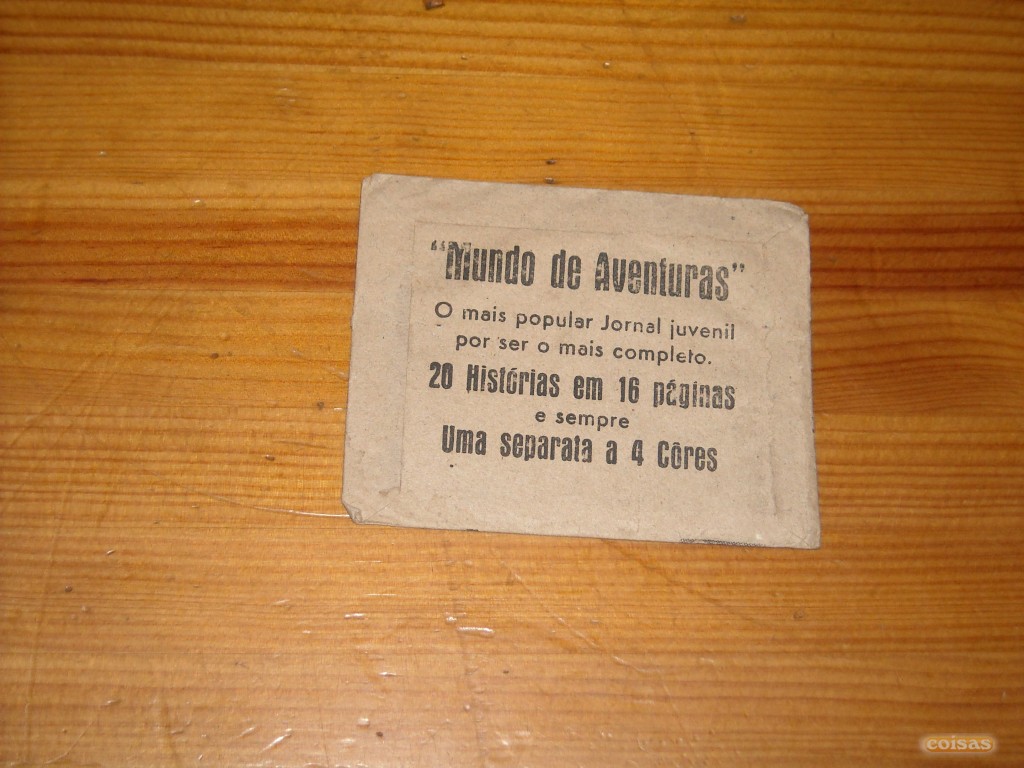 “Mundo de Aventuras”
O mais popular Jornal juvenil
por ser o mais completo.
20 Histórias em 16 páginas
e sempre
Uma separata a 4 Côres
coisas